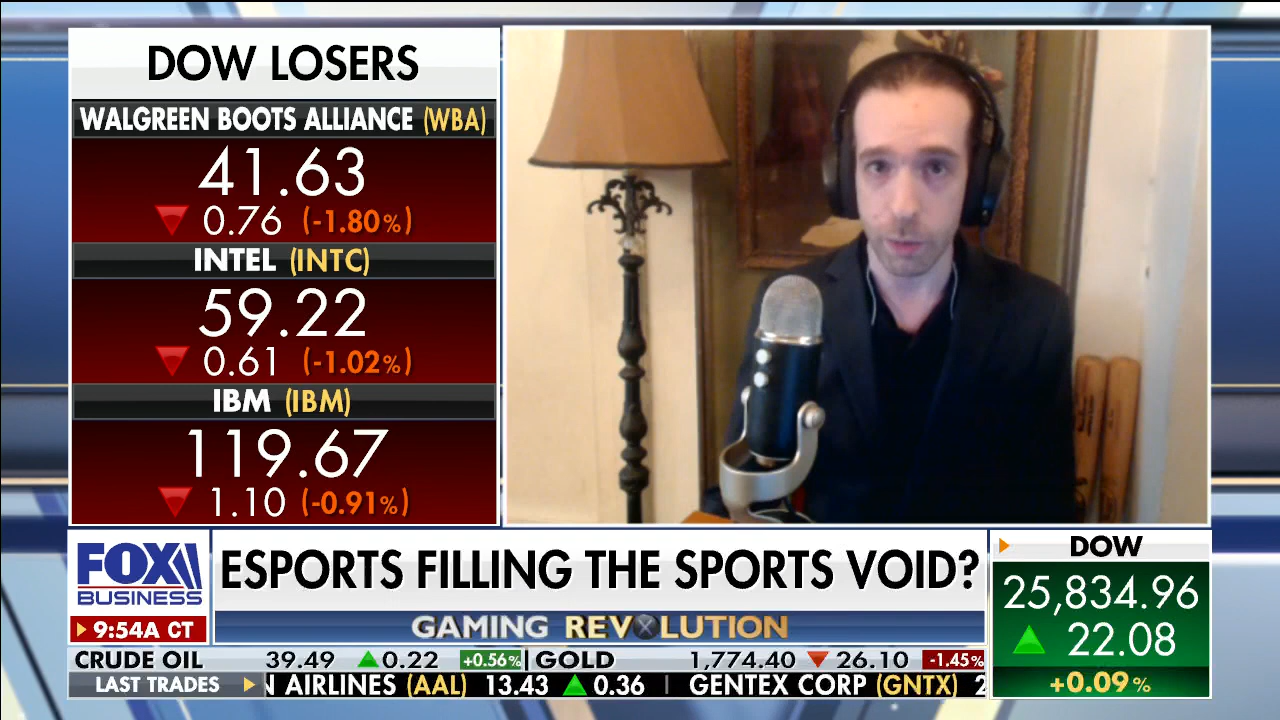 DOW LOSERS
WALGREEN BOOTS ALLIANCE (WBA)
41.63
0.76 (-1.80%)
INTEL (INTC)
59.22
0.61 (-1.02%)
IBM (IBM)
119.67
1.10 (-0.91%)
FOX
BUSINESS
9:54A CT
ESPORTS FILLING THE SPORTS VOID?
GAMING REVOLUTION
DOW
25,834.96
22.08
+0.09%
CRUDE OIL 39.49 0.22 +0.56% GOLD 1,774.40 26.10 -1.45%
LAST TRADES N AIRLINES (AAL) 13.43 0.36 | GENTEX CORP (GNTX) 2